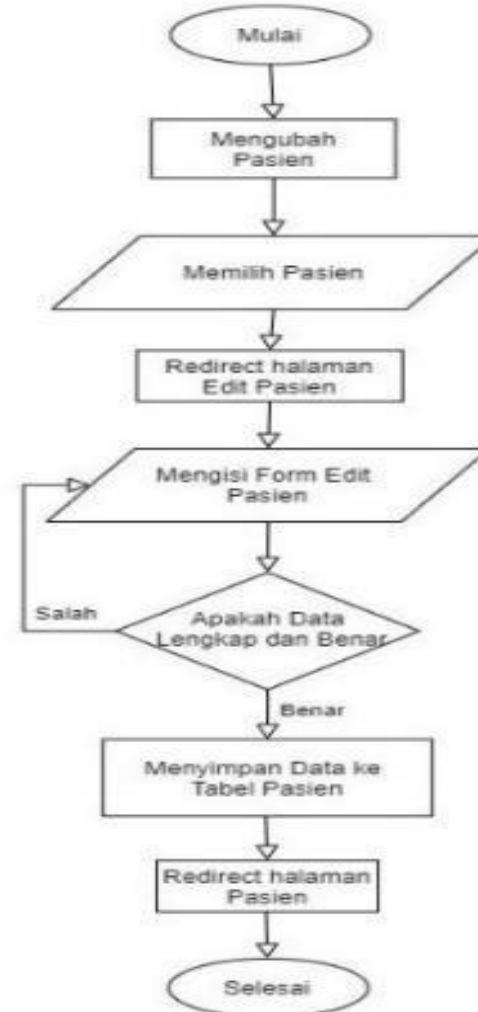 Mulai
Mengubah
Pasien
Memilih Pasien
Redirect halaman
Edit Pasien
Mengisi Form Edit
Pasien
Salah
Apakah Data
Lengkap dan Benar
Benar
Menyimpan Data ke
Tabel Pasien
Redirect halaman
Pasien
Selesai